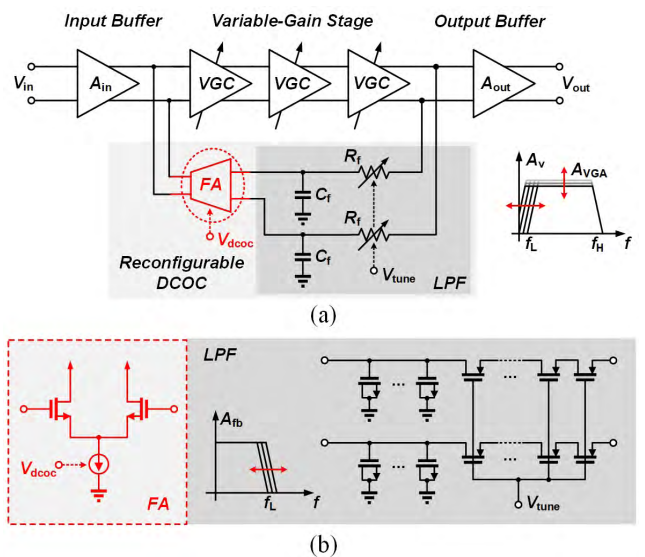 Input Buffer Variable-Gain Stage Output Buffer
Vin Ain VGC VGC VGC Aout Vout
FA Rf
Cf
Vdcoc Rf
Reconfigurable DCOC
Cf
Vtune LPF
Av AVGA
fL fH f
(a)
LPF
Afb
Vdcoc
FA fL f Vtune
(b)